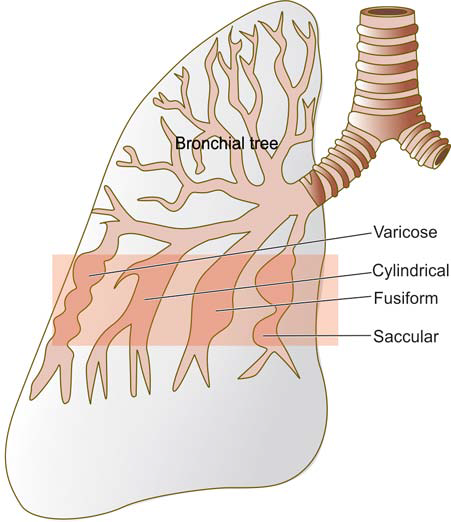 Bronchial tree
Varicose
Cylindrical
Fusiform
Saccular